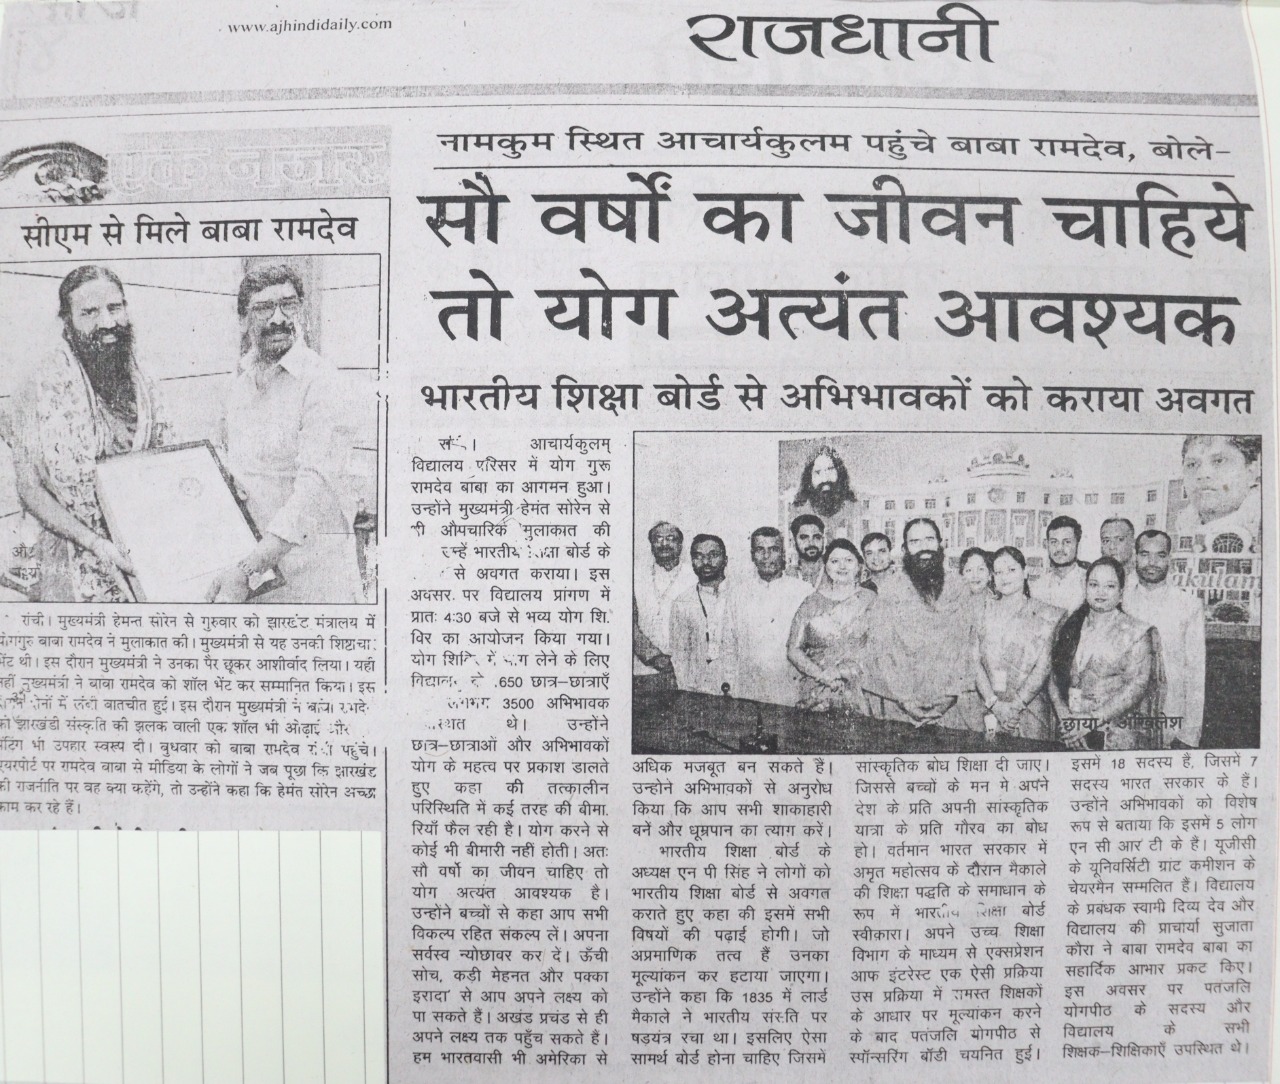 www.ajhindidaily.com
राजधानी
एक नजर
सीएम से मिले बाबा रामदेव
रांची। मुख्यमंत्री हेमन्त सोरेन से गुरुवार को झारखंड मंत्रालय में
योगगुरु बाबा रामदेव ने मुलाकात की। मुख्यमंत्री से यह उनकी शिष्टाचार
भेंट थी। इस दौरान मुख्यमंत्री ने उनका पैर छूकर आशीर्वाद लिया। यही
नहीं मुख्यमंत्री ने बाबा रामदेव को शॉल भेंट कर सम्मानित किया। इस
दोनों में लंबी बातचीत हुई। इस दौरान मुख्यमंत्री ने बाबा रामदेव
को झारखंडी संस्कृति की झलक वाली एक शॉल भी ओढ़ाई और
पेंटिंग भी उपहार स्वरूप दी। बुधवार को बाबा रामदेव रांची पहुंचे।
एयरपोर्ट पर रामदेव बाबा से मीडिया के लोगों ने जब पूछा कि झारखंड
की राजनीति पर वह क्या कहेंगे, तो उन्होंने कहा कि हेमंत सोरेन अच्छा
काम कर रहे हैं।
नामकुम स्थित आचार्यकुलम पहुंचे बाबा रामदेव, बोले-
सौ वर्षों का जीवन चाहिये
तो योग अत्यंत आवश्यक
भारतीय शिक्षा बोर्ड से अभिभावकों को कराया अवगत
आचार्यकुलम्
विद्यालय परिसर में योग गुरू
रामदेव बाबा का आगमन हुआ।
उन्होंने मुख्यमंत्री हेमंत सोरेन से
भी औपचारिक मुलाकात की
उन्हें भारतीय शिक्षा बोर्ड के
से अवगत कराया। इस
अवसर पर विद्यालय प्रांगण में
प्रातः 4:30 बजे से भव्य योग शि.
विर का आयोजन किया गया।
योग शिविर में भाग लेने के लिए
विद्यालय के 650 छात्र-छात्राएँ
लगभग 3500 अभिभावक
उपस्थित थे। उन्होंने
छात्र-छात्राओं और अभिभावकों
योग के महत्व पर प्रकाश डालते
हुए कहा की तत्कालीन
परिस्थिति में कई तरह की बीमा.
रियाँ फैल रही है। योग करने से
कोई भी बीमारी नहीं होती। अतः
सौ वर्षो का जीवन चाहिए तो
योग अत्यंत आवश्यक है।
उन्होंने बच्चों से कहा आप सभी
विकल्प रहित संकल्प लें। अपना
सर्वस्व न्योछावर कर दें। ऊँची
सोच, कडी मेहनत और पक्का
इरादा से आप अपने लक्ष्य को
पा सकते हैं। अखंड प्रचंड से ही
अपने लक्ष्य तक पहुँच सकते हैं।
हम भारतवासी भी अमेरिका से
akulam
छाया : अखिलेश
अधिक मजबूत बन सकते हैं।
उन्होंने अभिभावकों से अनुरोध
किया कि आप सभी शाकाहारी
बनें और धूम्रपान का त्याग करें।
भारतीय शिक्षा बोर्ड के
अध्यक्ष एन पी सिंह ने लोगों को
भारतीय शिक्षा बोर्ड से अवगत
कराते हुए कहा की इसमें सभी
विषयों की पढ़ाई होगी। जो
अप्रमाणिक तत्व हैं उनका
मूल्यांकन कर हटाया जाएगा।
उन्होंने कहा कि 1835 में लार्ड
मैकाले ने भारतीय संस्कृति पर
षड़यंत्र रचा था। इसलिए ऐसा
सामर्थ बोर्ड होना चाहिए जिसमें
सांस्कृतिक बोध शिक्षा दी जाए।
जिससे बच्चों के मन मे अपने
देश के प्रति अपनी सांस्कृतिक
यात्रा के प्रति गौरव का बोध
हो। वर्तमान भारत सरकार में
अमृत महोत्सव के दौरान मैकाले
की शिक्षा पद्धति के समाधान के
रूप में भारतीय शिक्षा बोर्ड
स्वीकारा। अपने उच्च शिक्षा
विभाग के माध्यम से एक्सप्रेशन
आफ इंटरेस्ट एक ऐसी प्रक्रिया
उस प्रक्रिया में समस्त शिक्षकों
के आधार पर मूल्यांकन करने
के बाद पतंजलि योगपीठ से
स्पॉन्सरिंग बॉडी चयनित हुई।
इसमें 18 सदस्य हैं, जिसमें 7
सदस्य भारत सरकार के हैं।
उन्होंने अभिभावकों को विशेष
रूप से बताया कि इसमें 5 लोग
एन सी आर टी के हैं। यूजीसी
के यूनिवर्सिटी ग्रांट कमीशन के
चेयरमैन सम्मलित हैं। विद्यालय
के प्रबंधक स्वामी दिव्य देव और
विद्यालय की प्राचार्या सुजाता
कौरा ने बाबा रामदेव बाबा का
सहार्दिक आभार प्रकट किए।
इस अवसर पर पतंजलि
योगपीठ के सदस्य और
विद्यालय के सभी
शिक्षक-शिक्षिकाएँ उपस्थित थे।